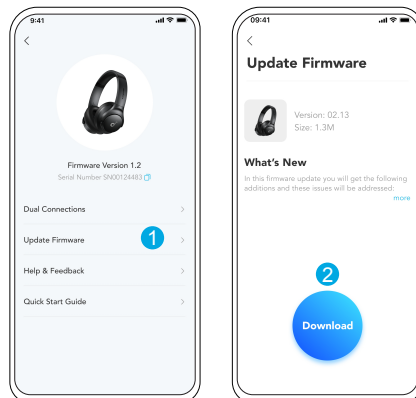 9:41
Firmware Version 1.2
Serial Number SN00124483
Dual Connections
Update Firmware
1
Help & Feedback
Quick Start Guide
09:41
Update Firmware
Version: 02.13
Size: 1.3M
What's New
In this firmware update you will get the following
additions and these issues will be addressed:
more
2
Download